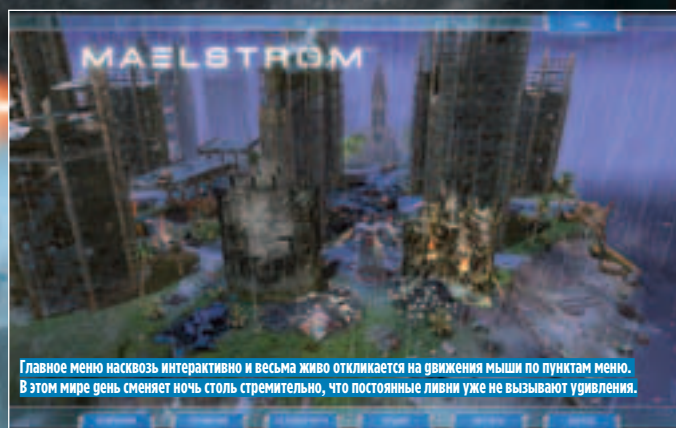 MAELSTROM
Главное меню насквозь интерактивно и весьма живо откликается на движения мыши по пунктам меню.
В этом мире день сменяет ночь столь стремительно, что постоянные ливни уже не вызывают удивления.